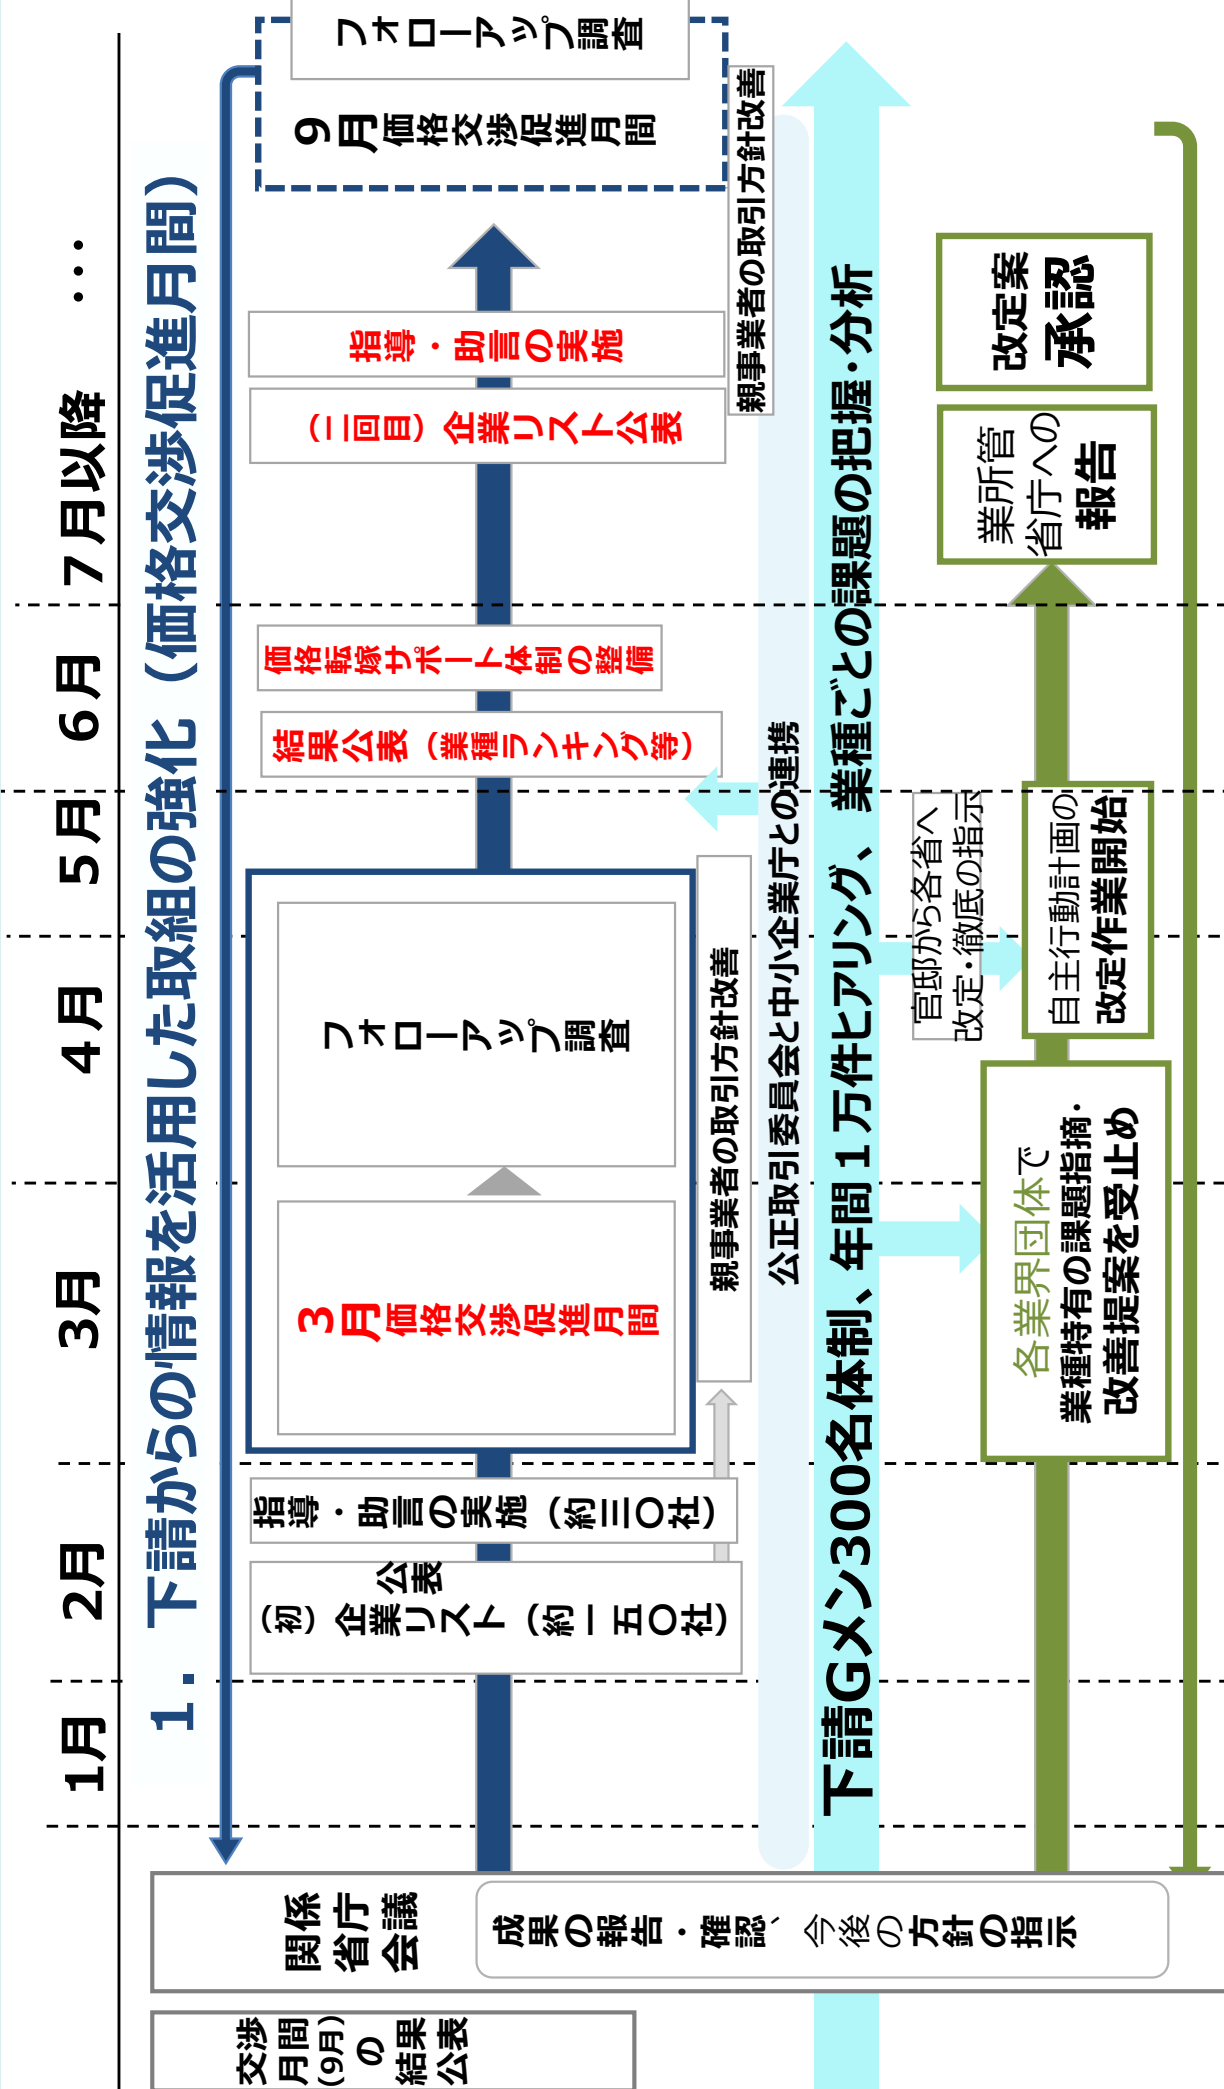 1月
2月
3月
4月
5月
6月
7月以降
・・・
1．下請からの情報を活用した取組の強化（価格交渉促進月間）
交渉
月間
(9月)
の
結果
公表
関係
省庁
会議
成果の報告・確認、今後の方針の指示
公表
（初）企業リスト（約一五〇社）
指導・助言の実施（約三〇社）
3月価格交渉促進月間
フォローアップ調査
親事業者の取引方針改善
結果公表（業種ランキング等）
価格転嫁サポート体制の整備
（二回目）企業リスト公表
指導・助言の実施
9月価格交渉促進月間
フォローアップ調査
親事業者の取引方針改善
公正取引委員会と中小企業庁との連携
下請Gメン300名体制、年間1万件ヒアリング、業種ごとの課題の把握・分析
各業界団体で
業種特有の課題指摘・
改善提案を受止め
官邸から各省へ
改定・徹底の指示
自主行動計画の
改定作業開始
業所管
省庁への
報告
改定案
承認